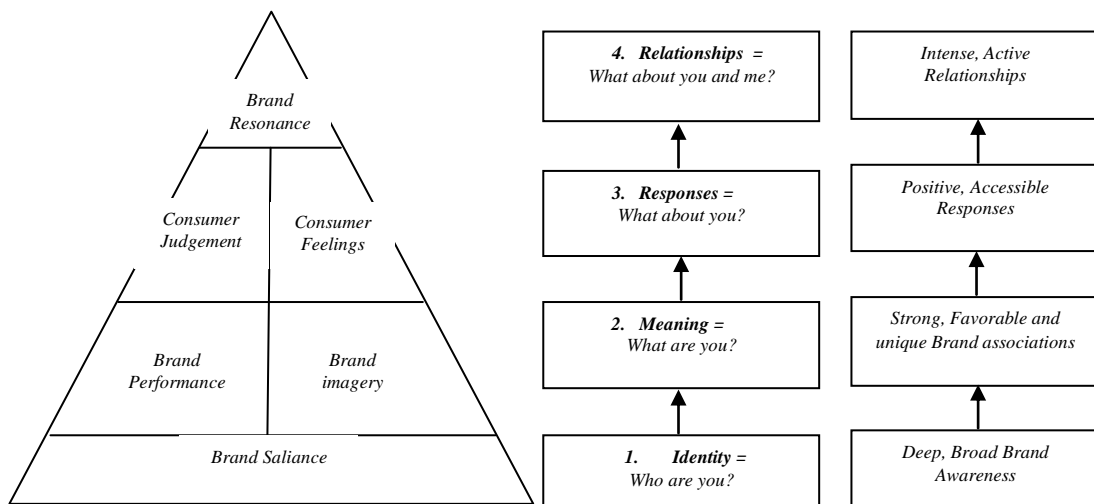 Brand
Resonance
Consumer
Judgement
Consumer
Feelings
Brand
Performance
Brand
imagery
Brand Saliance
4. Relationships =
What about you and me?
3. Responses =
What about you?
2. Meaning =
What are you?
1. Identity =
Who are you?
Intense, Active
Relationships
Positive, Accessible
Responses
Strong, Favorable and
unique Brand associations
Deep, Broad Brand
Awareness